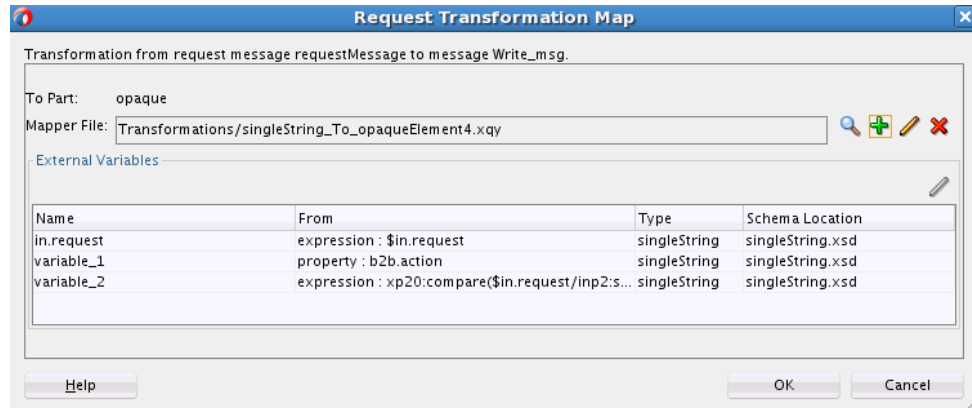 Request Transformation Map
Transformation from request message requestMessage to message Write_msg.
To Part: opaque
Mapper File: Transformations/singleString_To_opaqueElement4.xqy
External Variables
Name From Type Schema Location
in.request expression : $in.request singleString singleString.xsd
variable_1 property : b2b.action singleString singleString.xsd
variable_2 expression : xp20:compare($in.request/inp2:s... singleString singleString.xsd
Help OK Cancel